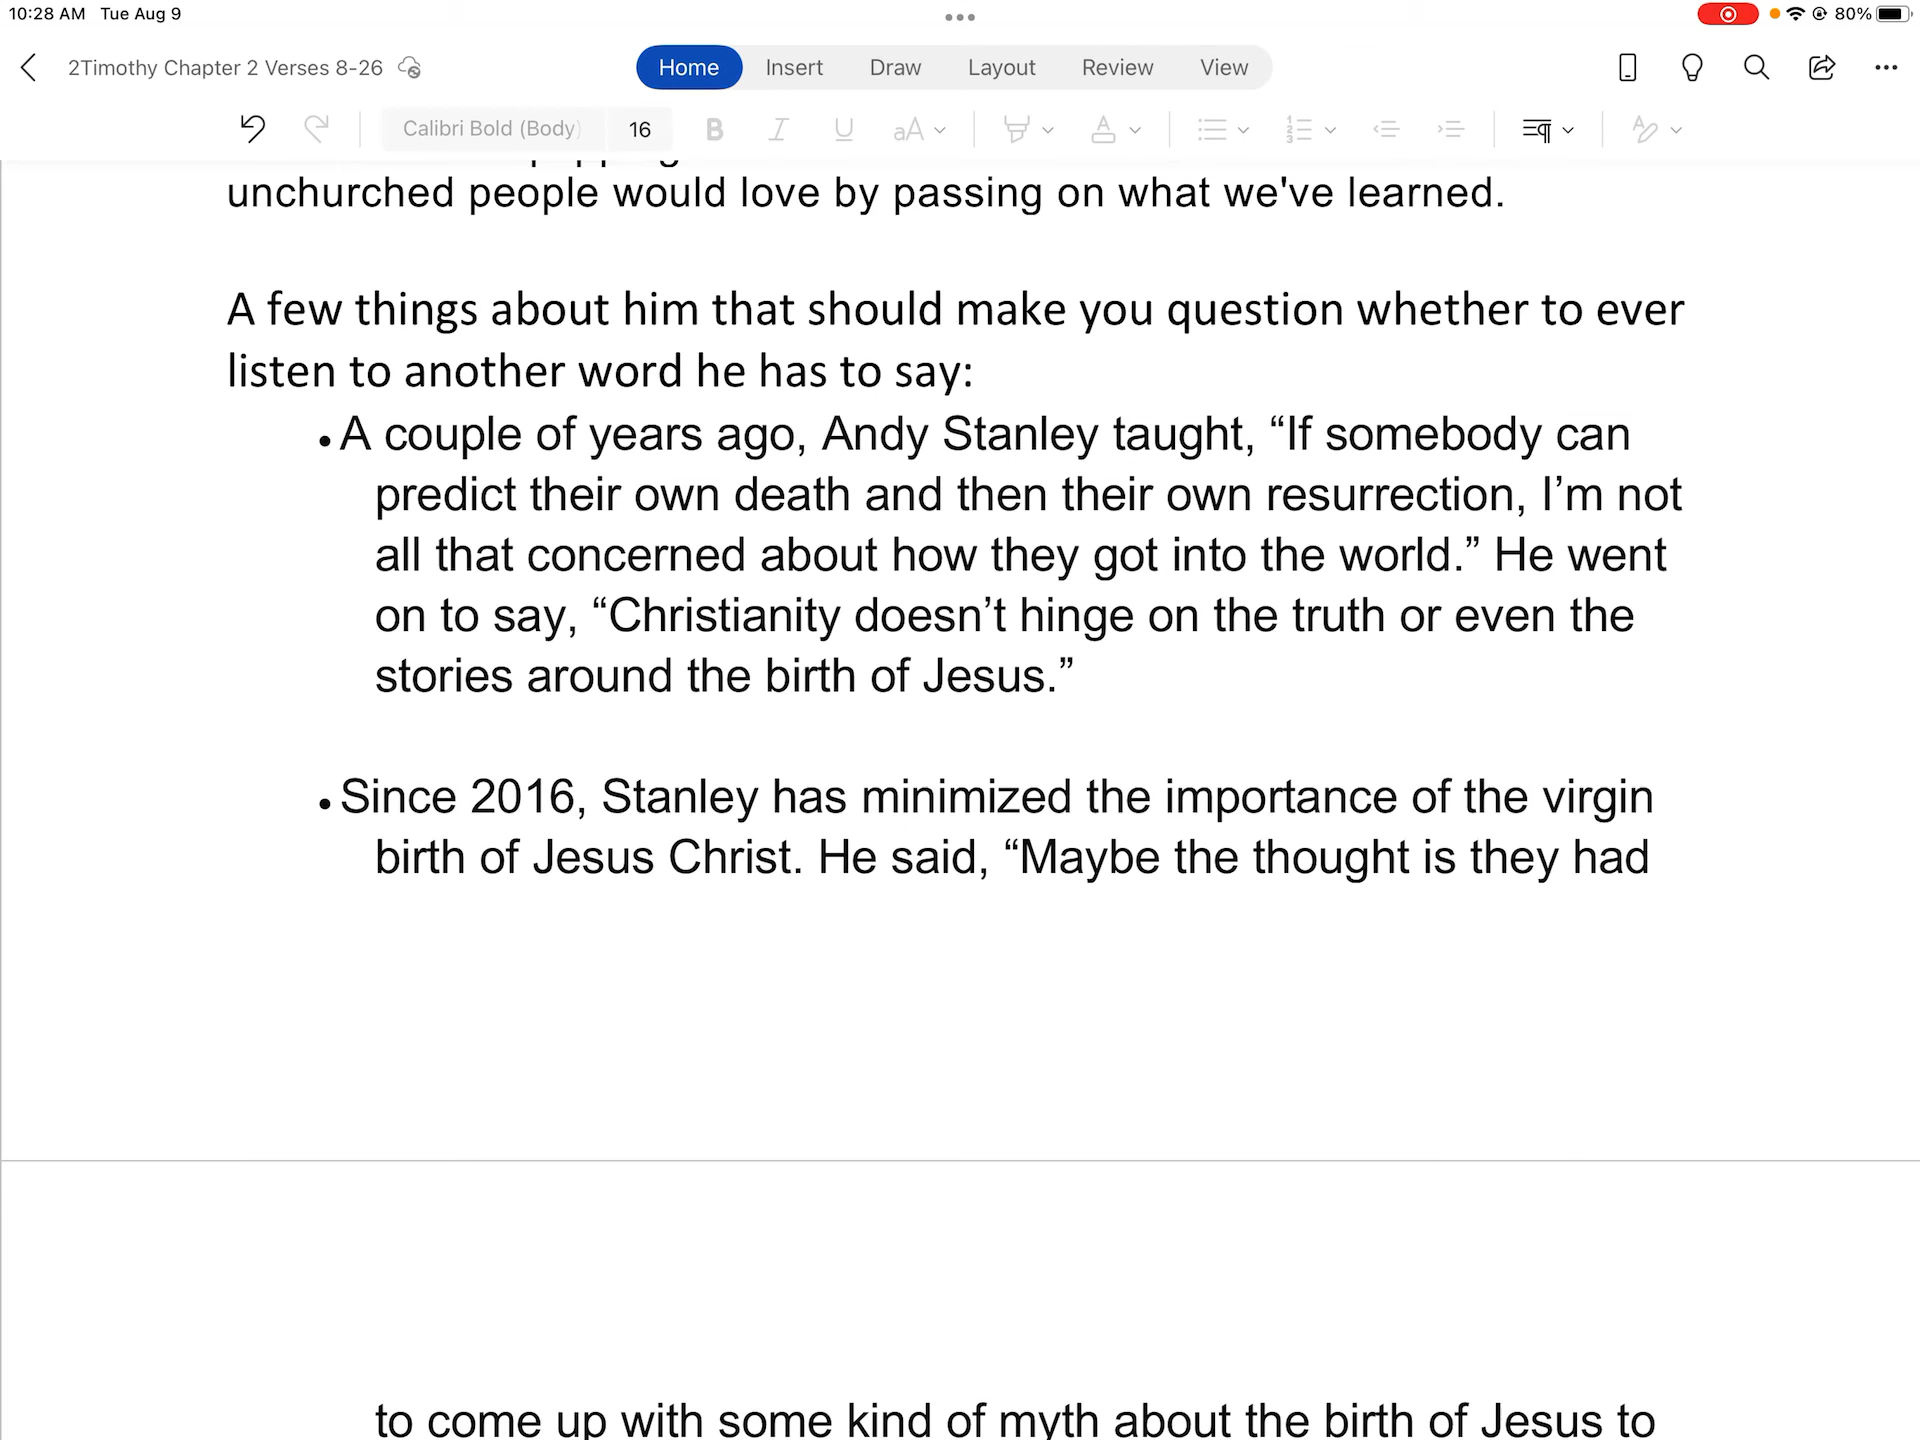 10:28 AM Tue Aug 9
80%
2Timothy Chapter 2 Verses 8-26
Home Insert Draw Layout Review View
Calibri Bold (Body) 16 B I U aA A
unchurched people would love by passing on what we've learned.
A few things about him that should make you question whether to ever
listen to another word he has to say:
• A couple of years ago, Andy Stanley taught, “If somebody can
predict their own death and then their own resurrection, I’m not
all that concerned about how they got into the world.” He went
on to say, “Christianity doesn’t hinge on the truth or even the
stories around the birth of Jesus.”
• Since 2016, Stanley has minimized the importance of the virgin
birth of Jesus Christ. He said, “Maybe the thought is they had
to come up with some kind of myth about the birth of Jesus to